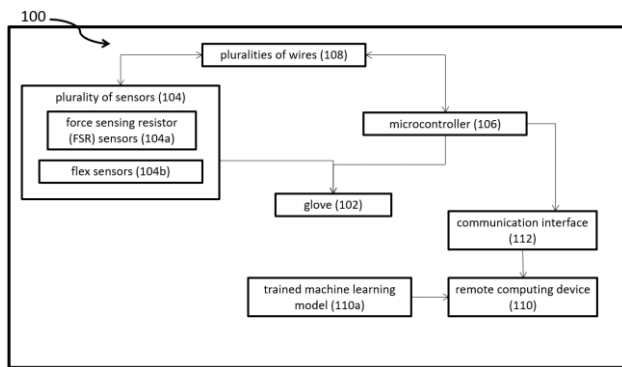 100
pluralities of wires (108)
plurality of sensors (104)
force sensing resistor
(FSR) sensors (104a)
flex sensors (104b)
microcontroller (106)
glove (102)
communication interface
(112)
trained machine learning
model (110a)
remote computing device
(110)